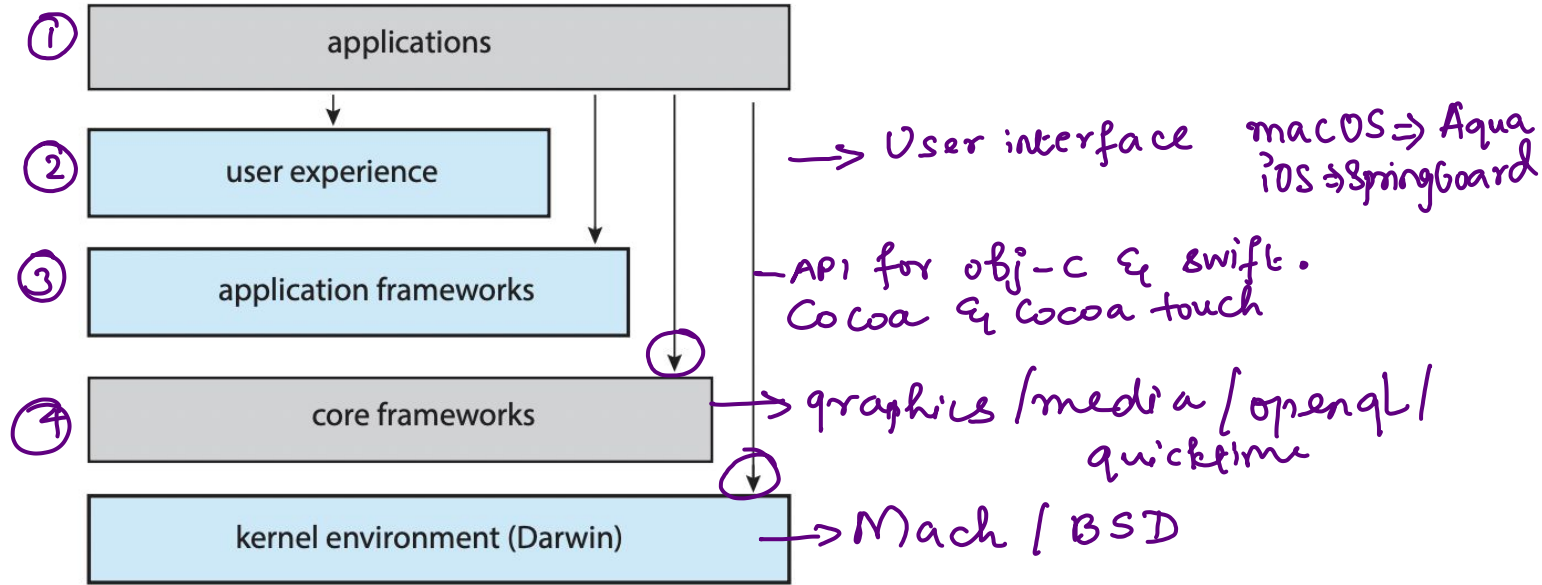 ① applications
② user experience
→ User interface macOS ⇒ Aqua
iOS ⇒ SpringBoard
③ application frameworks
API for obj-C & swift.
Cocoa & Cocoa touch
④ core frameworks
→ graphics / media / openGL /
quicktime
kernel environment (Darwin)
→ Mach / BSD